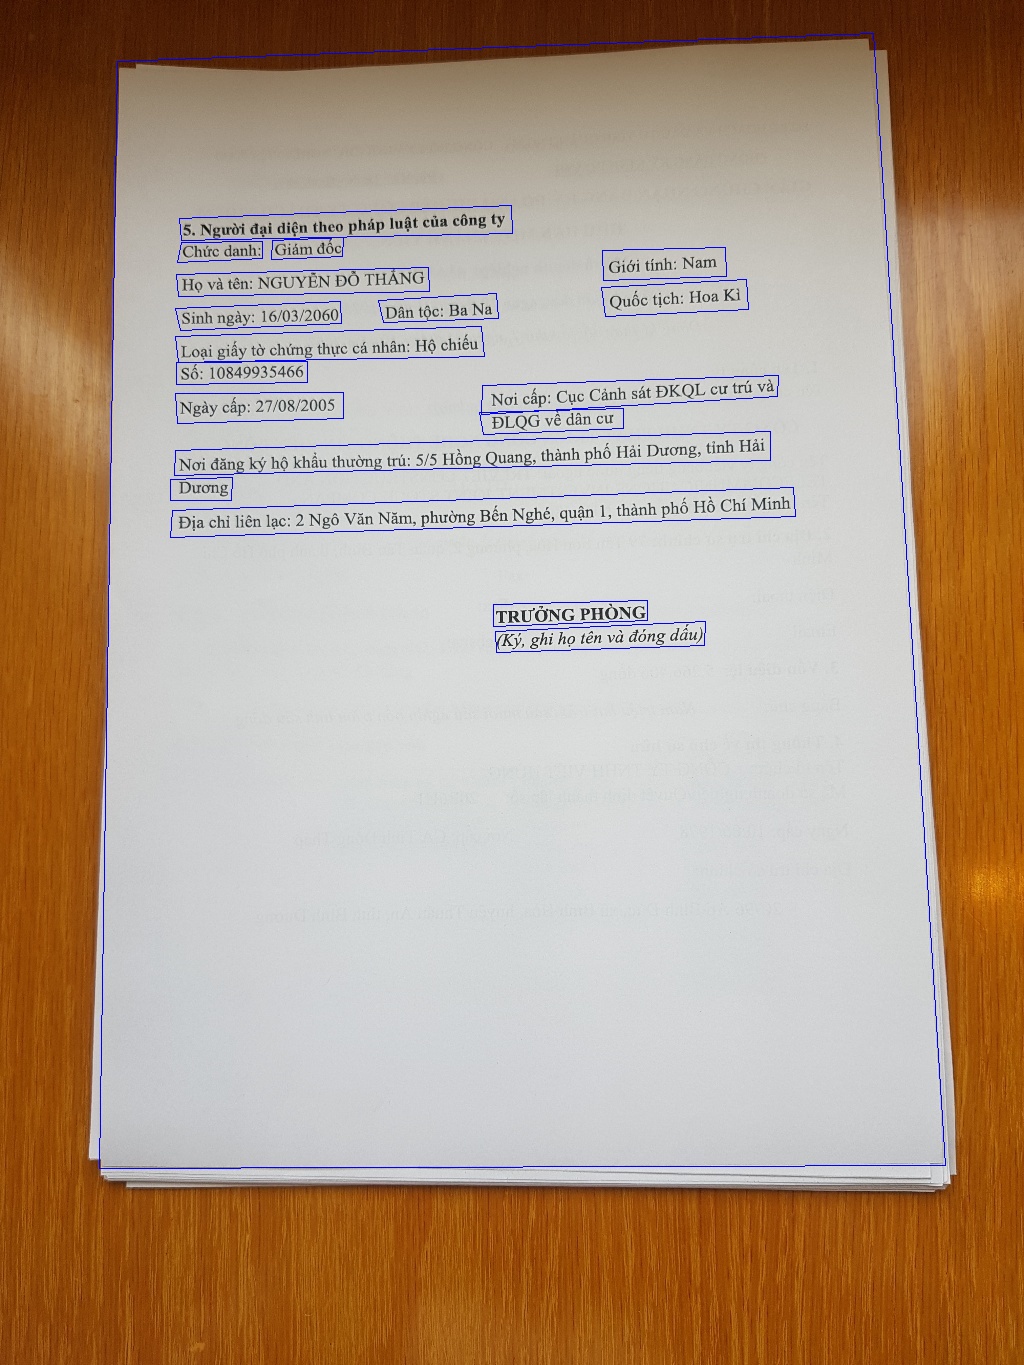 5. Người đại diện theo pháp luật của công ty
Chức danh: Giám đốc
Họ và tên: NGUYỄN ĐỖ THẮNG Giới tính: Nam
Sinh ngày: 16/03/2060 Dân tộc: Ba Na Quốc tịch: Hoa Kì
Loại giấy tờ chứng thực cá nhân: Hộ chiếu
Số: 10849935466
Ngày cấp: 27/08/2005 Nơi cấp: Cục Cảnh sát ĐKQL cư trú và
ĐLQG về dân cư
Nơi đăng ký hộ khẩu thường trú: 5/5 Hồng Quang, thành phố Hải Dương, tỉnh Hải
Dương
Địa chỉ liên lạc: 2 Ngô Văn Năm, phường Bến Nghé, quận 1, thành phố Hồ Chí Minh
TRƯỞNG PHÒNG
(Ký, ghi họ tên và đóng dấu)